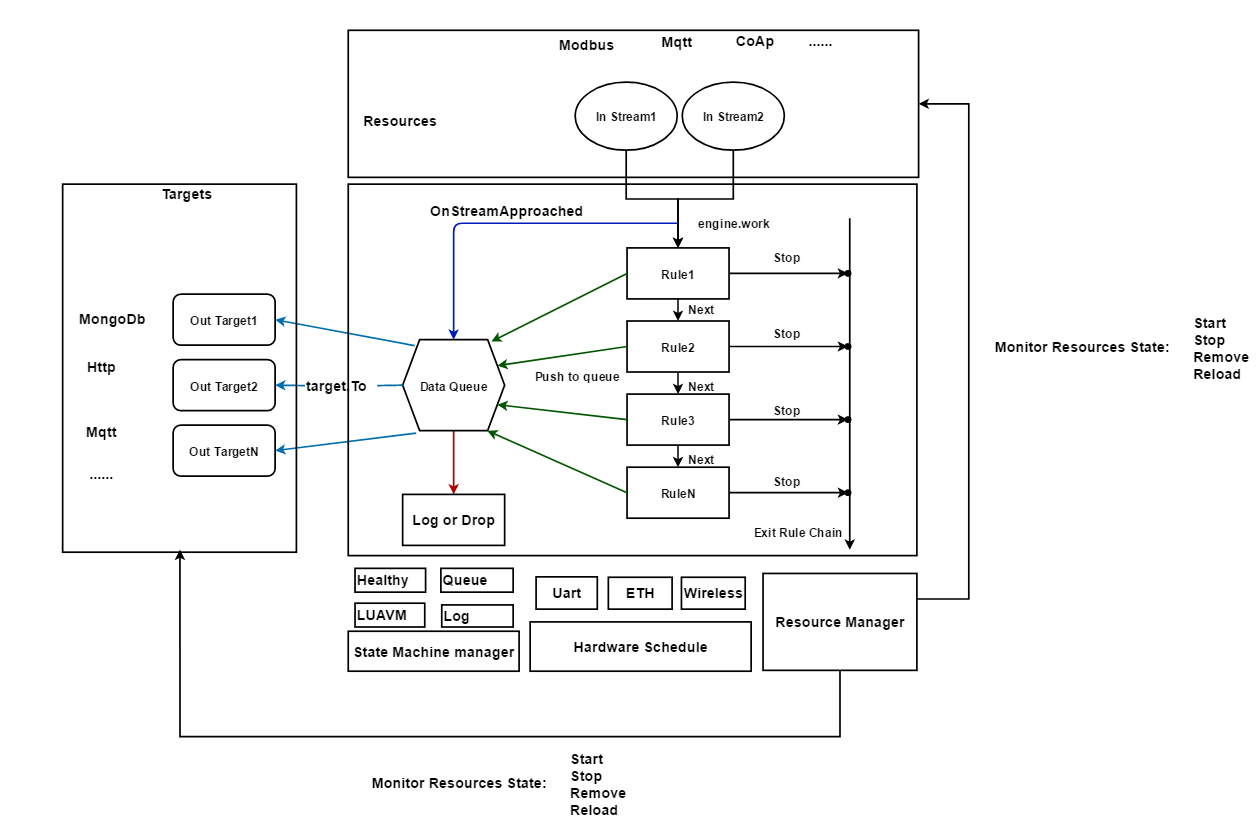 Modbus
Mqtt
CoAp
......
In Stream1
In Stream2
Resources
Targets
OnStreamApproached
engine.work
Rule1
Stop
Next
MongoDb
Out Target1
Rule2
Stop
Http
Out Target2
target.To
Data Queue
Push to queue
Next
Rule3
Stop
Mqtt
Out TargetN
Next
......
RuleN
Stop
Log or Drop
Exit Rule Chain
Monitor Resources State:
Start
Stop
Remove
Reload
Healthy
Queue
Uart
ETH
Wireless
LUAVM
Log
State Machine manager
Hardware Schedule
Resource Manager
Monitor Resources State:
Start
Stop
Remove
Reload